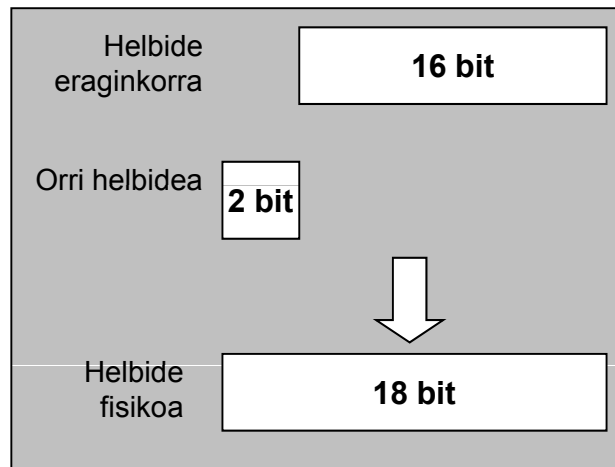 Helbide
eraginkorra
16 bit
Orri helbidea
2 bit
Helbide
fisikoa
18 bit